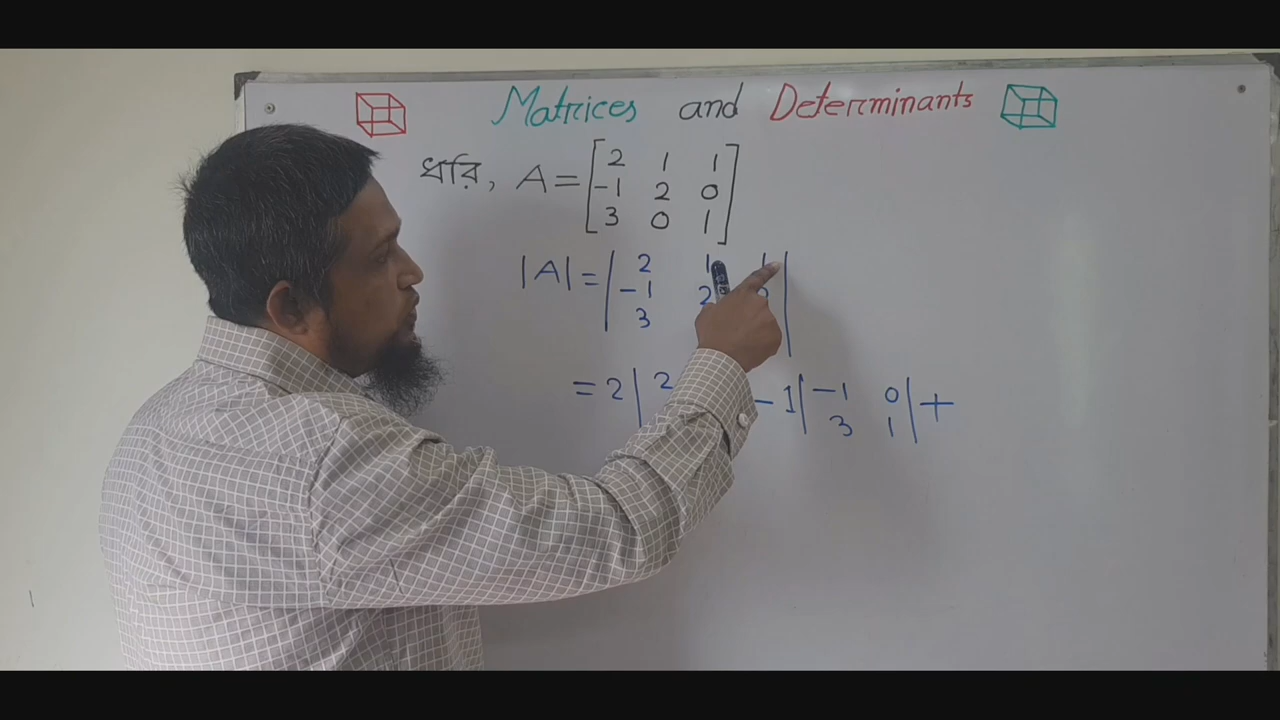 Matrices and Determinants
ধরি, A = [2 1 1
-1 2 0
3 0 1]
|A| = |2 1 1|
-1 2
3
= 2 |2 - 1 |-1 0| +
3 1